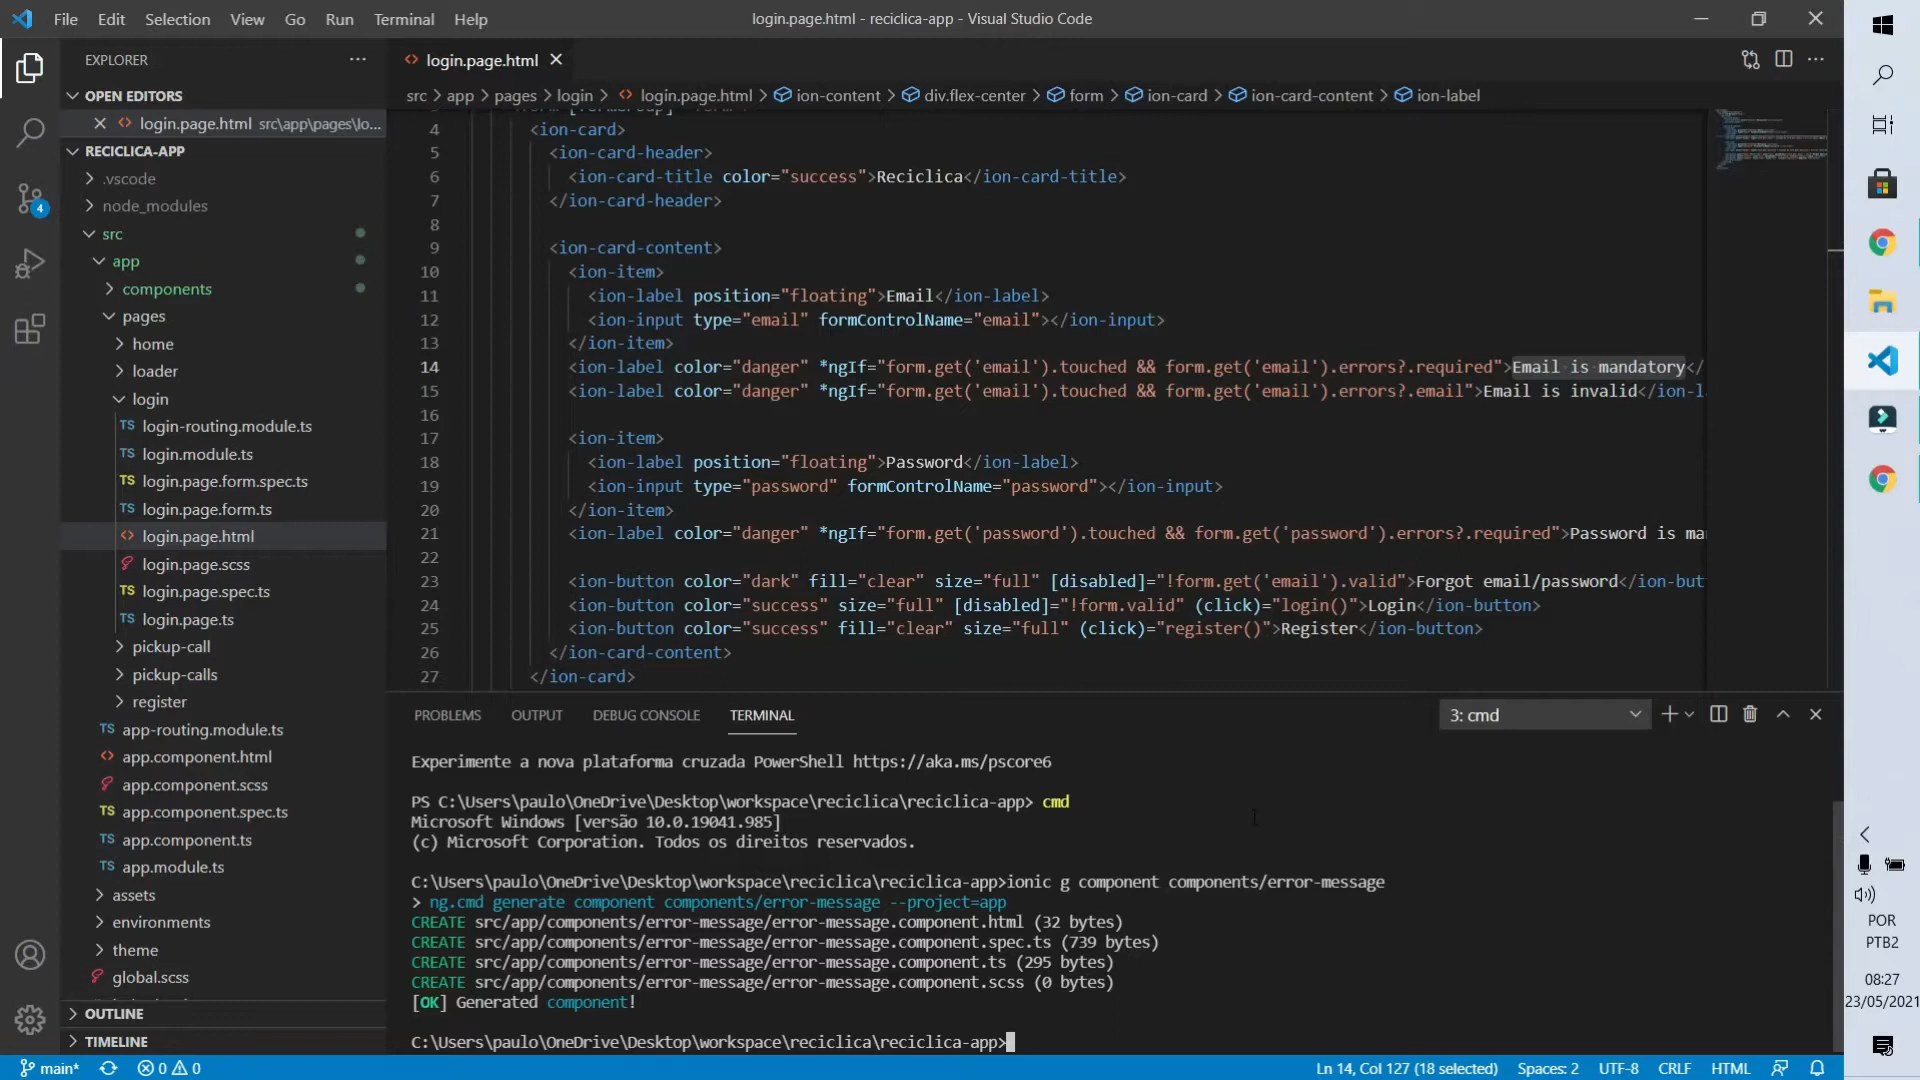 File Edit Selection View Go Run Terminal Help
login.page.html - reciclica-app - Visual Studio Code
EXPLORER
OPEN EDITORS
login.page.html src\app\pages\lo...
RECICLICA-APP
.vscode
node_modules
src
app
components
pages
home
loader
login
TS login-routing.module.ts
TS login.module.ts
TS login.page.form.spec.ts
TS login.page.form.ts
login.page.html
login.page.scss
TS login.page.spec.ts
TS login.page.ts
pickup-call
pickup-calls
register
TS app-routing.module.ts
app.component.html
app.component.scss
TS app.component.spec.ts
TS app.component.ts
TS app.module.ts
assets
environments
theme
global.scss
OUTLINE
TIMELINE
4
login.page.html
src > app > pages > login > login.page.html > ion-content > div.flex-center > form > ion-card > ion-card-content > ion-label
4 <ion-card>
5 <ion-card-header>
6 <ion-card-title color="success">Reciclica</ion-card-title>
7 </ion-card-header>
8
9 <ion-card-content>
10 <ion-item>
11 <ion-label position="floating">Email</ion-label>
12 <ion-input type="email" formControlName="email"></ion-input>
13 </ion-item>
14 <ion-label color="danger" *ngIf="form.get('email').touched && form.get('email').errors?.required">Email is mandatory</
15 <ion-label color="danger" *ngIf="form.get('email').touched && form.get('email').errors?.email">Email is invalid</ion-l
16
17 <ion-item>
18 <ion-label position="floating">Password</ion-label>
19 <ion-input type="password" formControlName="password"></ion-input>
20 </ion-item>
21 <ion-label color="danger" *ngIf="form.get('password').touched && form.get('password').errors?.required">Password is ma
22
23 <ion-button color="dark" fill="clear" size="full" [disabled]="!form.get('email').valid">Forgot email/password</ion-but
24 <ion-button color="success" size="full" [disabled]="!form.valid" (click)="login()">Login</ion-button>
25 <ion-button color="success" fill="clear" size="full" (click)="register()">Register</ion-button>
26 </ion-card-content>
27 </ion-card>
PROBLEMS OUTPUT DEBUG CONSOLE TERMINAL 3: cmd
Experimente a nova plataforma cruzada PowerShell https://aka.ms/pscore6
PS C:\Users\paulo\OneDrive\Desktop\workspace\reciclica\reciclica-app> cmd
Microsoft Windows [versão 10.0.19041.985]
(c) Microsoft Corporation. Todos os direitos reservados.
C:\Users\paulo\OneDrive\Desktop\workspace\reciclica\reciclica-app>ionic g component components/error-message
> ng.cmd generate component components/error-message --project=app
CREATE src/app/components/error-message/error-message.component.html (32 bytes)
CREATE src/app/components/error-message/error-message.component.spec.ts (739 bytes)
CREATE src/app/components/error-message/error-message.component.ts (295 bytes)
CREATE src/app/components/error-message/error-message.component.scss (0 bytes)
[OK] Generated component!
C:\Users\paulo\OneDrive\Desktop\workspace\reciclica\reciclica-app>
main* 0 0 Ln 14, Col 127 (18 selected) Spaces: 2 UTF-8 CRLF HTML
POR
PTB2
08:27
23/05/2021